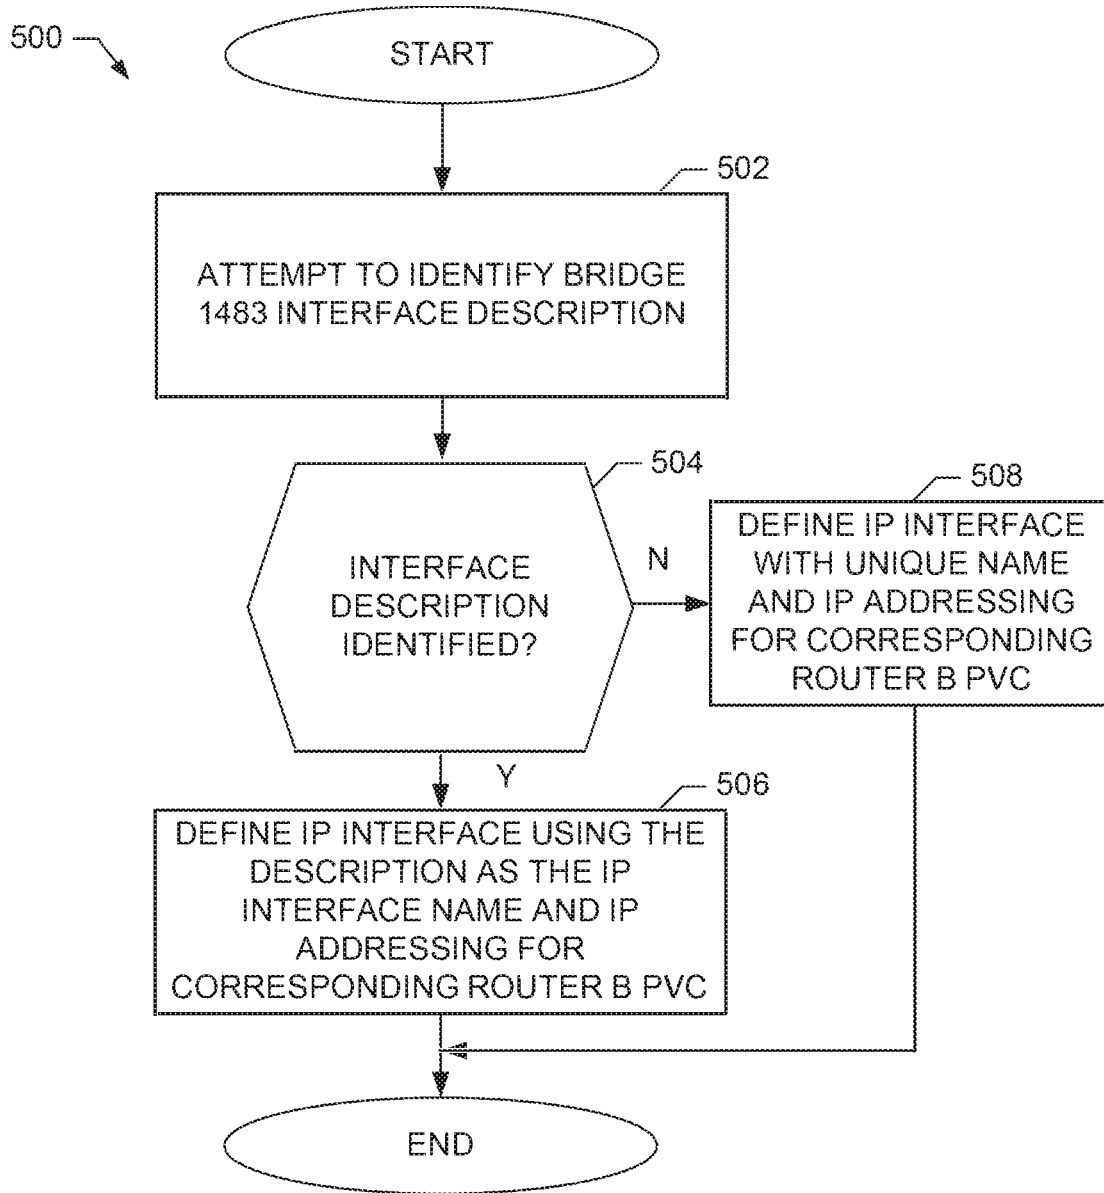 500
START
502
ATTEMPT TO IDENTIFY BRIDGE
1483 INTERFACE DESCRIPTION
504
INTERFACE
DESCRIPTION
IDENTIFIED?
N
508
DEFINE IP INTERFACE
WITH UNIQUE NAME
AND IP ADDRESSING
FOR CORRESPONDING
ROUTER B PVC
Y
506
DEFINE IP INTERFACE USING THE
DESCRIPTION AS THE IP
INTERFACE NAME AND IP
ADDRESSING FOR
CORRESPONDING ROUTER B PVC
END